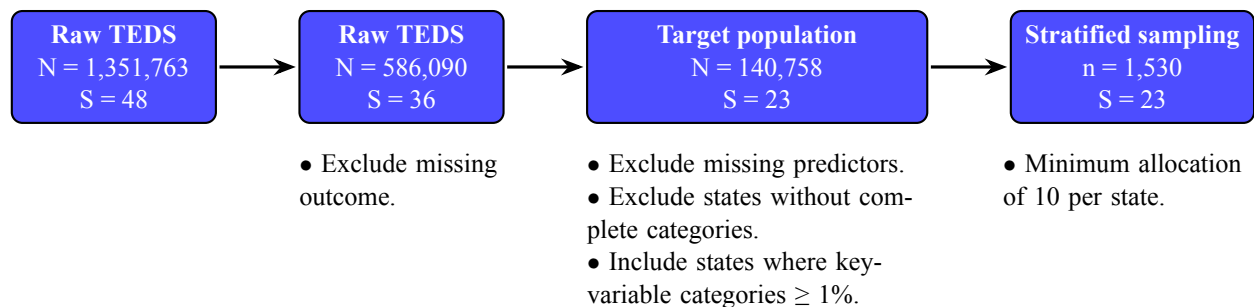 Raw TEDS
N = 1,351,763
S = 48
Raw TEDS
N = 586,090
S = 36
Target population
N = 140,758
S = 23
Stratified sampling
n = 1,530
S = 23
• Exclude missing
outcome.
• Exclude missing predictors.
• Exclude states without com-
plete categories.
• Include states where key-
variable categories ≥ 1%.
• Minimum allocation
of 10 per state.